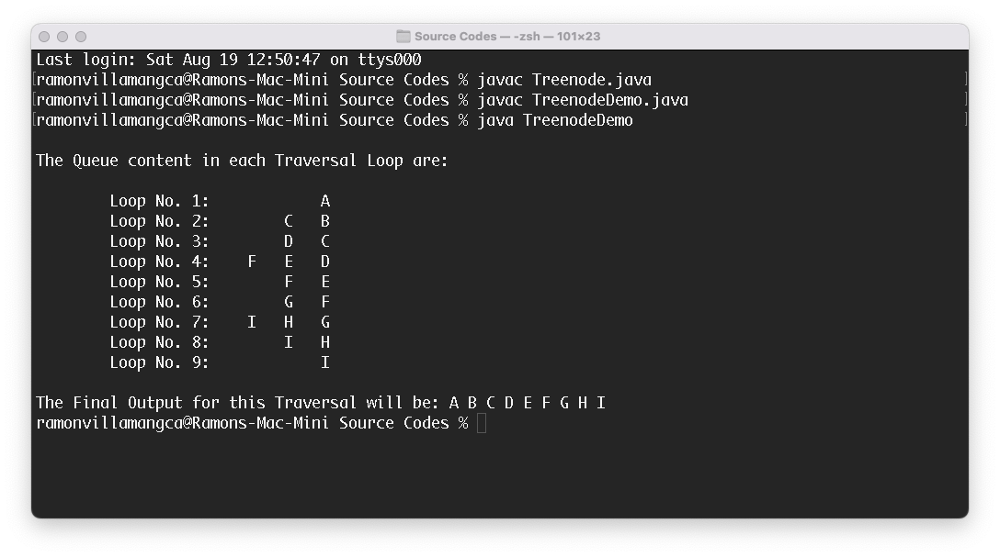 Source Codes — -zsh — 101×23
Last login: Sat Aug 19 12:50:47 on ttys000
[ramonvillamangca@Ramons-Mac-Mini Source Codes % javac Treenode.java ]
[ramonvillamangca@Ramons-Mac-Mini Source Codes % javac TreenodeDemo.java ]
[ramonvillamangca@Ramons-Mac-Mini Source Codes % java TreenodeDemo ]
The Queue content in each Traversal Loop are:
Loop No. 1: A
Loop No. 2: C B
Loop No. 3: D C
Loop No. 4: F E D
Loop No. 5: F E
Loop No. 6: G F
Loop No. 7: I H G
Loop No. 8: I H
Loop No. 9: I
The Final Output for this Traversal will be: A B C D E F G H I
ramonvillamangca@Ramons-Mac-Mini Source Codes %